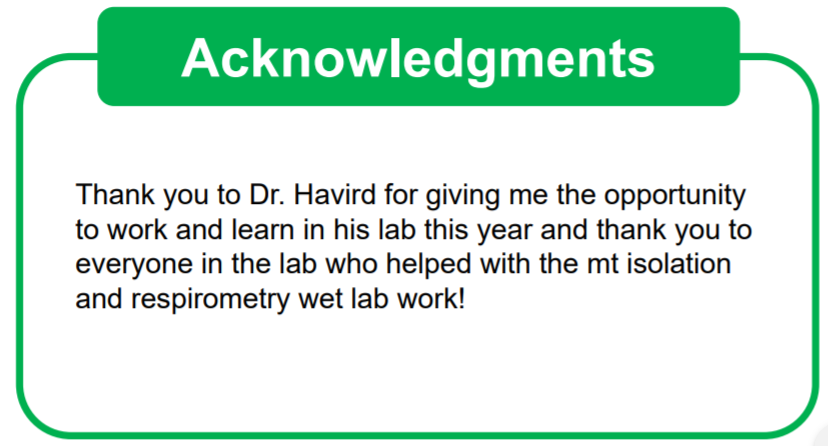 Acknowledgments
Thank you to Dr. Havird for giving me the opportunity
to work and learn in his lab this year and thank you to
everyone in the lab who helped with the mt isolation
and respirometry wet lab work!